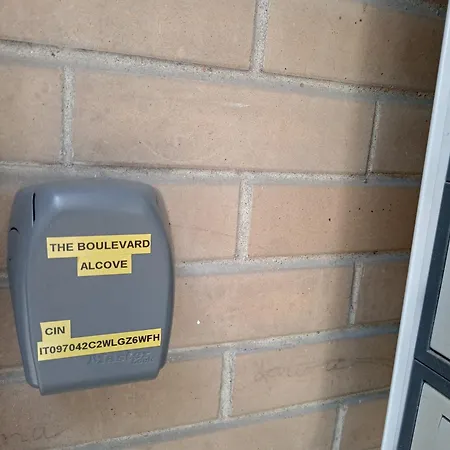 THE BOULEVARD
ALCOVE
CIN
IT097042C2WLGZ6WFH